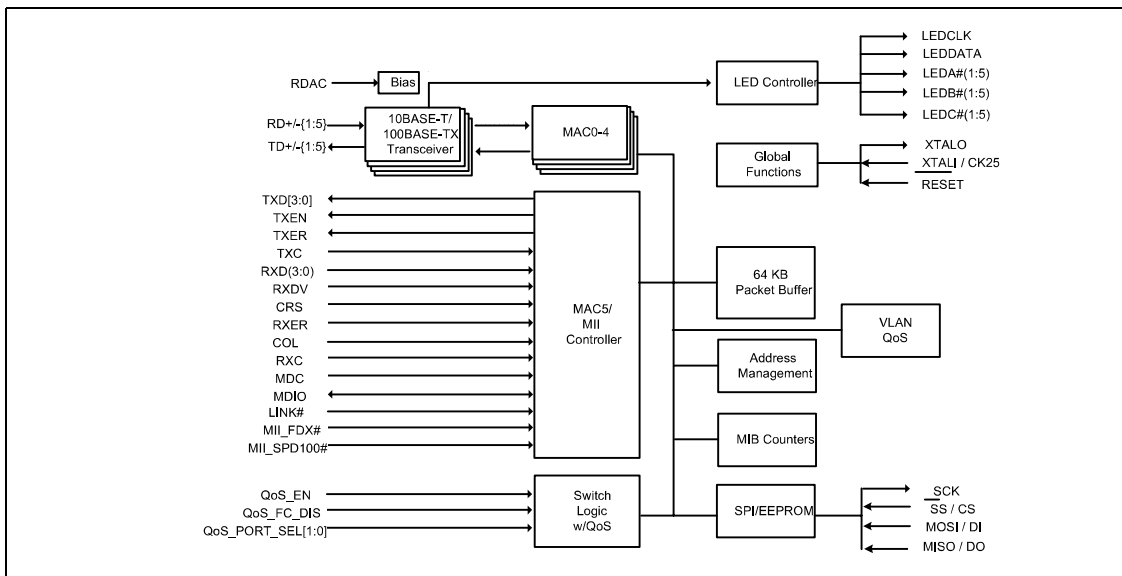 RDAC
Bias
RD+/-{1:5}
TD+/-{1:5}
10BASE-T/
100BASE-TX
Transceiver
MAC0-4
LED Controller
LEDCLK
LEDDATA
LEDA#(1:5)
LEDB#(1:5)
LEDC#(1:5)
Global
Functions
XTALO
XTALI / CK25
RESET
TXD[3:0]
TXEN
TXER
TXC
RXD(3:0)
RXDV
CRS
RXER
COL
RXC
MDC
MDIO
LINK#
MII_FDX#
MII_SPD100#
MAC5/
MII
Controller
64 KB
Packet Buffer
VLAN
QoS
Address
Management
MIB Counters
QoS_EN
QoS_FC_DIS
QoS_PORT_SEL[1:0]
Switch
Logic
w/QoS
SPI/EEPROM
SCK
SS / CS
MOSI / DI
MISO / DO